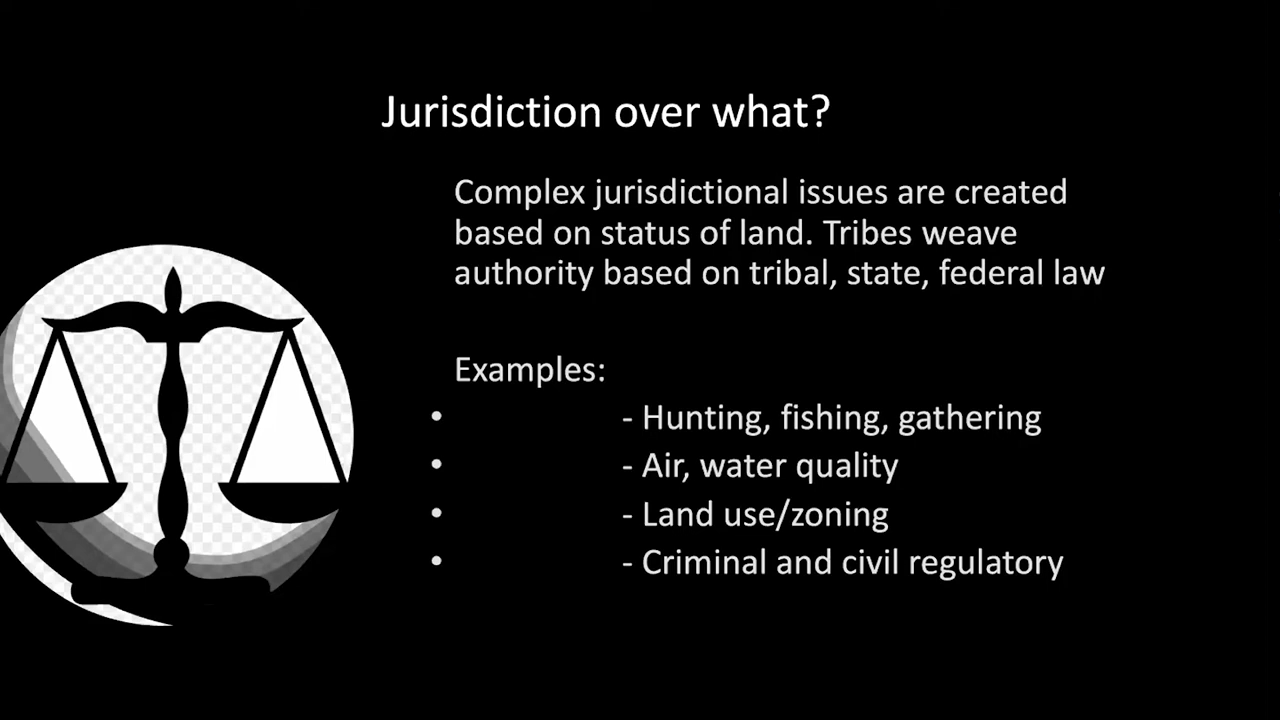 Jurisdiction over what?
Complex jurisdictional issues are created
based on status of land. Tribes weave
authority based on tribal, state, federal law
Examples:
• - Hunting, fishing, gathering
• - Air, water quality
• - Land use/zoning
• - Criminal and civil regulatory